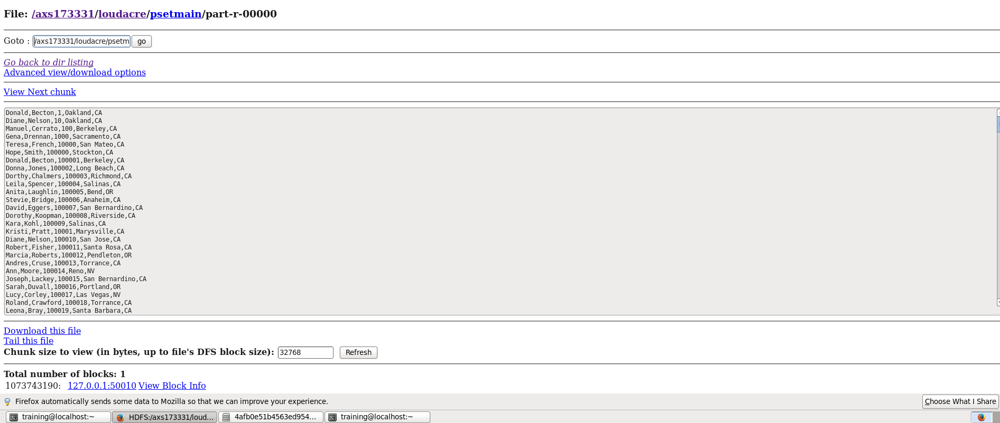 File: /axs173331/loudacre/psetmain/part-r-00000
Goto : /axs173331/loudacre/psetm go
Go back to dir listing
Advanced view/download options
View Next chunk
Donald,Becton,1,Oakland,CA
Diane,Nelson,10,Oakland,CA
Manuel,Cerrato,100,Berkeley,CA
Gena,Drennan,1000,Sacramento,CA
Teresa,French,10000,San Mateo,CA
Hope,Smith,100000,Stockton,CA
Donald,Becton,100001,Berkeley,CA
Donna,Jones,100002,Long Beach,CA
Dorthy,Chalmers,100003,Richmond,CA
Leila,Spencer,100004,Salinas,CA
Anita,Laughlin,100005,Bend,OR
Stevie,Bridge,100006,Anaheim,CA
David,Eggers,100007,San Bernardino,CA
Dorothy,Koopman,100008,Riverside,CA
Kara,Kohl,100009,Salinas,CA
Kristi,Pratt,10001,Marysville,CA
Diane,Nelson,100010,San Jose,CA
Robert,Fisher,100011,Santa Rosa,CA
Marcia,Roberts,100012,Pendleton,OR
Andres,Cruse,100013,Torrance,CA
Ann,Moore,100014,Reno,NV
Joseph,Lackey,100015,San Bernardino,CA
Sarah,Duvall,100016,Portland,OR
Lucy,Corley,100017,Las Vegas,NV
Roland,Crawford,100018,Torrance,CA
Leona,Bray,100019,Santa Barbara,CA
Download this file
Tail this file
Chunk size to view (in bytes, up to file's DFS block size): 32768 Refresh
Total number of blocks: 1
1073743190: 127.0.0.1:50010 View Block Info
Firefox automatically sends some data to Mozilla so that we can improve your experience. Choose What I Share
training@localhost:~ HDFS:/axs173331/loud... 4afb0e51b4563ed954... training@localhost:~